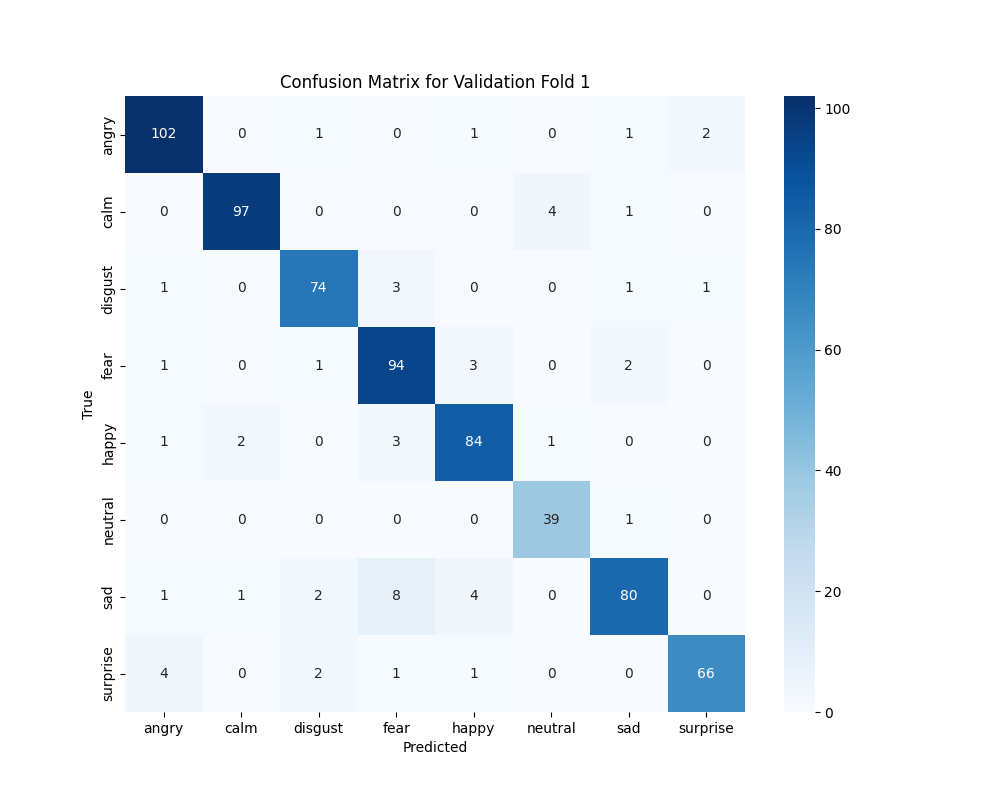 Confusion Matrix for Validation Fold 1
angry 102 0 1 0 1 0 1 2
calm 0 97 0 0 0 4 1 0
disgust 1 0 74 3 0 0 1 1
fear 1 0 1 94 3 0 2 0
happy 1 2 0 3 84 1 0 0
neutral 0 0 0 0 0 39 1 0
sad 1 1 2 8 4 0 80 0
surprise 4 0 2 1 1 0 0 66
angry calm disgust fear happy neutral sad surprise
Predicted
True
100
80
60
40
20
0